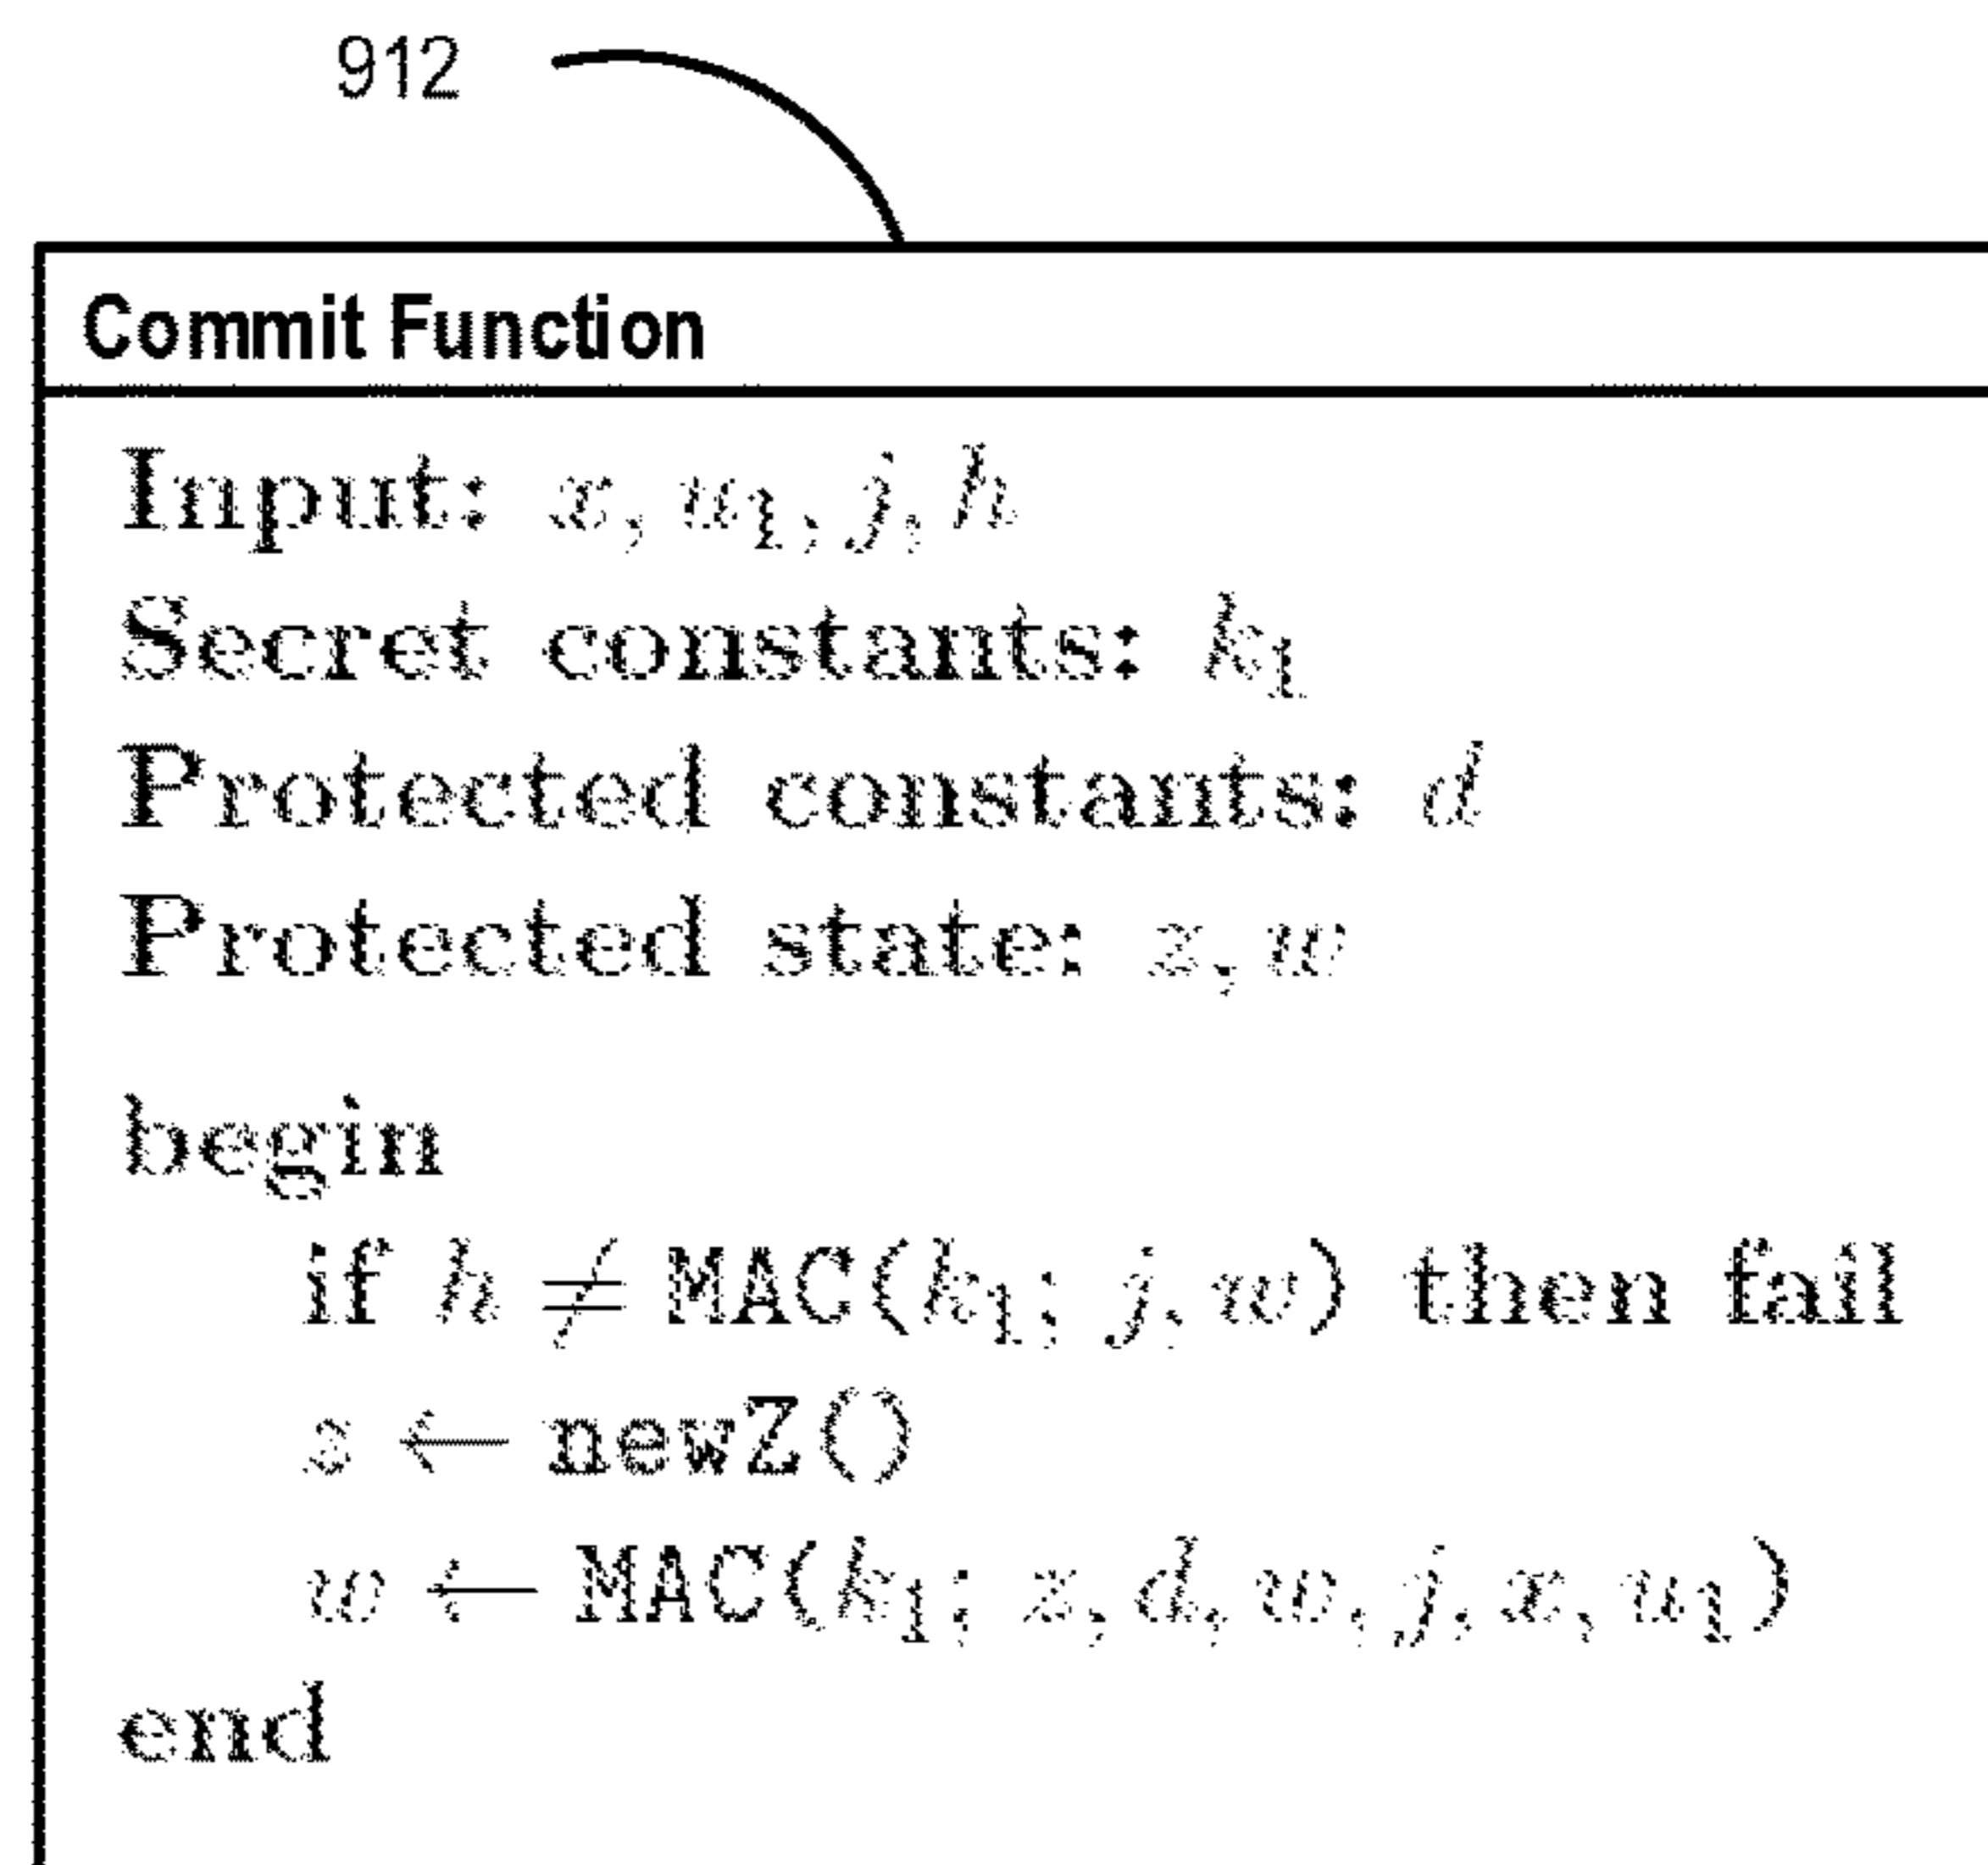 912
Commit Function
Input: x, u₁, j, h
Secret constants: k₁
Protected constants: d
Protected state: z, w
begin
if h ≠ MAC(k₁; j, w) then fail
z ← newZ()
w ← MAC(k₁; z, d, w, j, x, u₁)
end